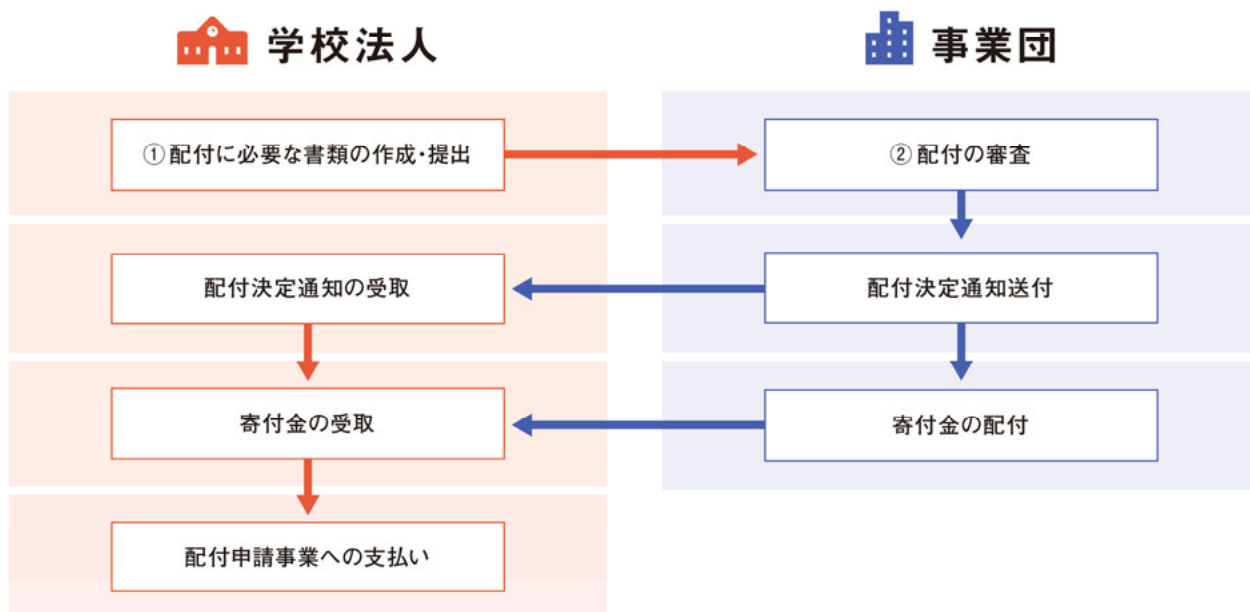 学校法人
事業団
①配付に必要な書類の作成・提出
②配付の審査
配付決定通知の受取
配付決定通知送付
寄付金の受取
寄付金の配付
配付申請事業への支払い